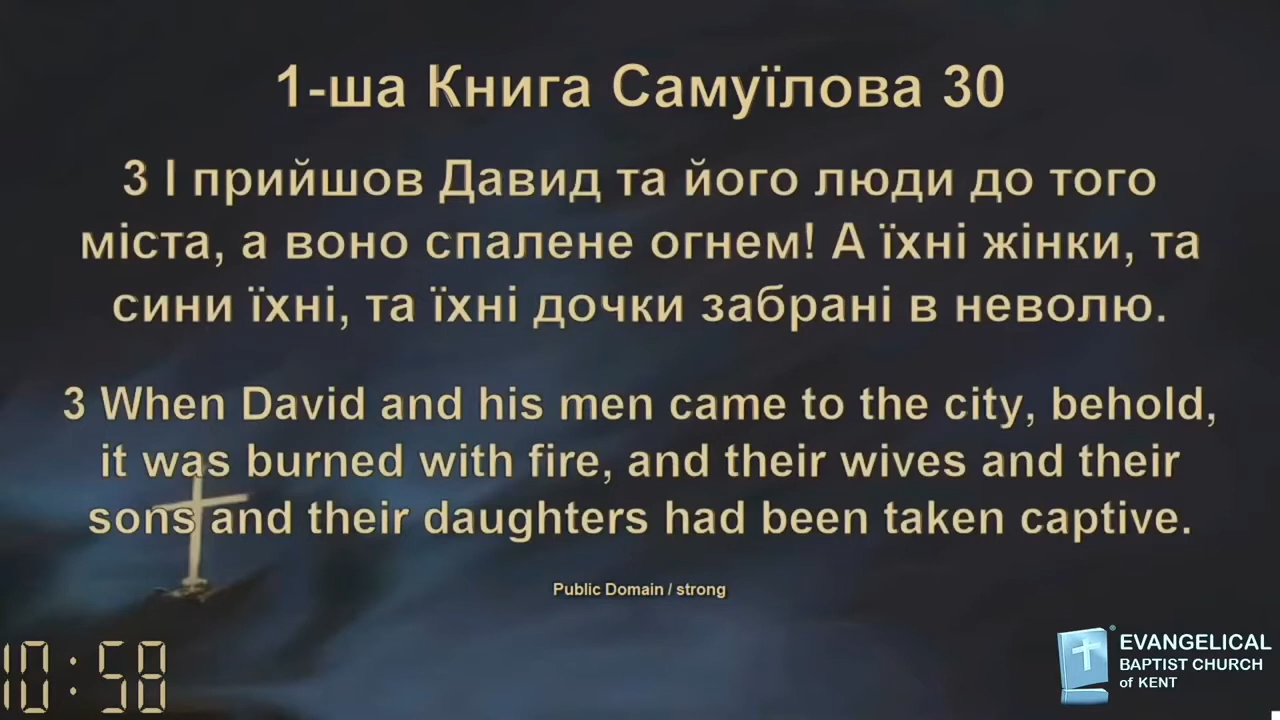 1-ша Книга Самуїлова 30
3 І прийшов Давид та його люди до того
міста, а воно спалене огнем! А їхні жінки, та
сини їхні, та їхні дочки забрані в неволю.
3 When David and his men came to the city, behold,
it was burned with fire, and their wives and their
sons and their daughters had been taken captive.
Public Domain / strong
10:58
EVANGELICAL
BAPTIST CHURCH
of KENT